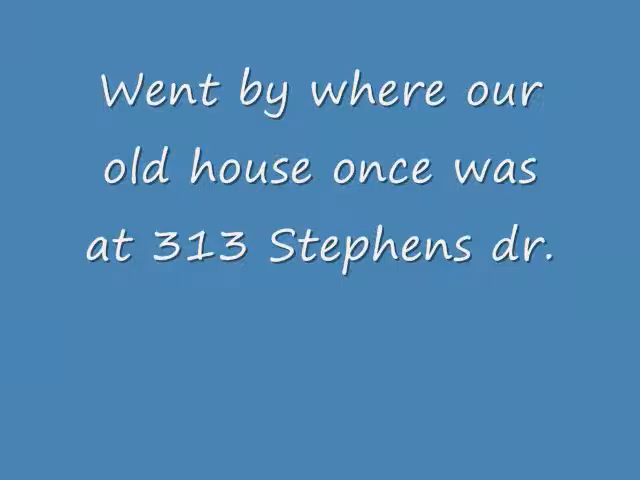 Went by where our
old house once was
at 313 Stephens dr.